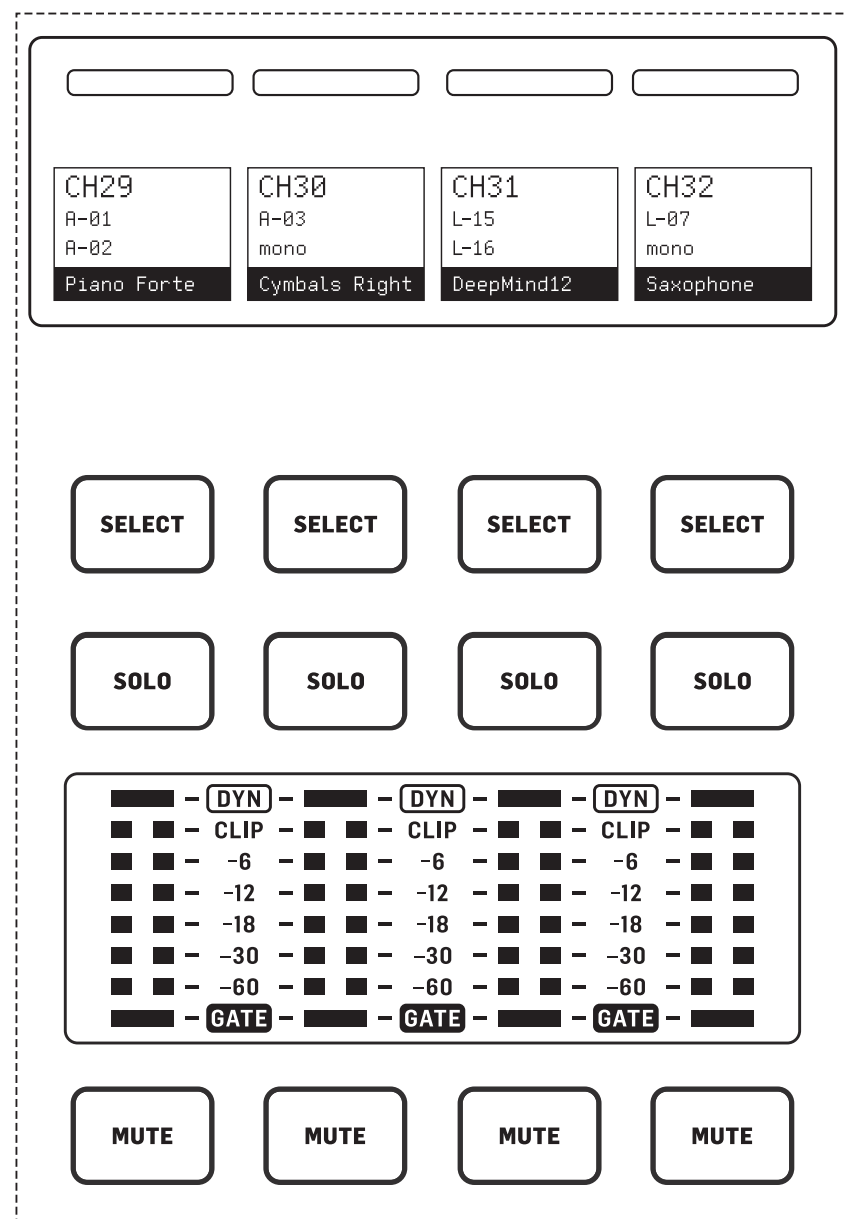 CH29 CH30 CH31 CH32
A-01 A-03 L-15 L-07
A-02 mono L-16 mono
Piano Forte Cymbals Right DeepMind12 Saxophone
SELECT SELECT SELECT SELECT
SOLO SOLO SOLO SOLO
DYN DYN DYN
CLIP CLIP CLIP
-6 -6 -6
-12 -12 -12
-18 -18 -18
-30 -30 -30
-60 -60 -60
GATE GATE GATE
MUTE MUTE MUTE MUTE